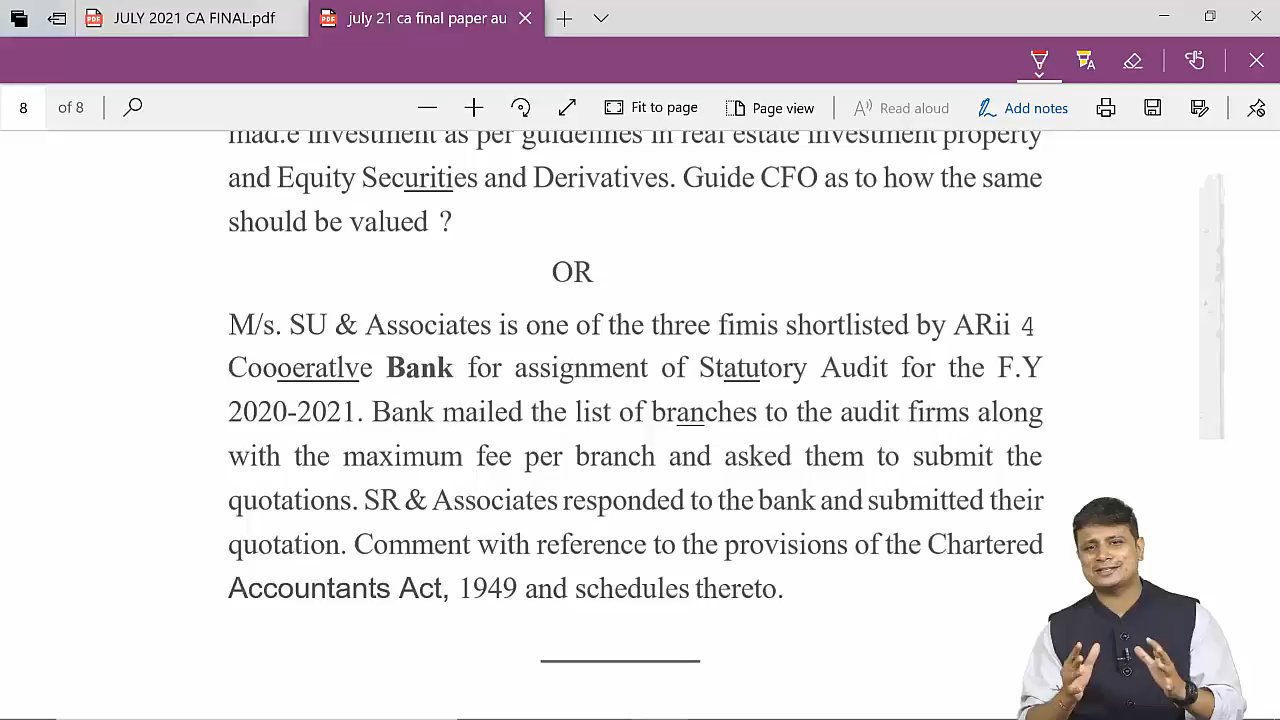 JULY 2021 CA FINAL.pdf
july 21 ca final paper au
8 of 8
Fit to page
Page view
Read aloud
Add notes
mad.e investment as per guidelines in real estate investment property
and Equity Securities and Derivatives. Guide CFO as to how the same
should be valued ?
OR
M/s. SU & Associates is one of the three fimis shortlisted by ARii 4
Coooeratlve Bank for assignment of Statutory Audit for the F.Y
2020-2021. Bank mailed the list of branches to the audit firms along
with the maximum fee per branch and asked them to submit the
quotations. SR & Associates responded to the bank and submitted their
quotation. Comment with reference to the provisions of the Chartered
Accountants Act, 1949 and schedules thereto.